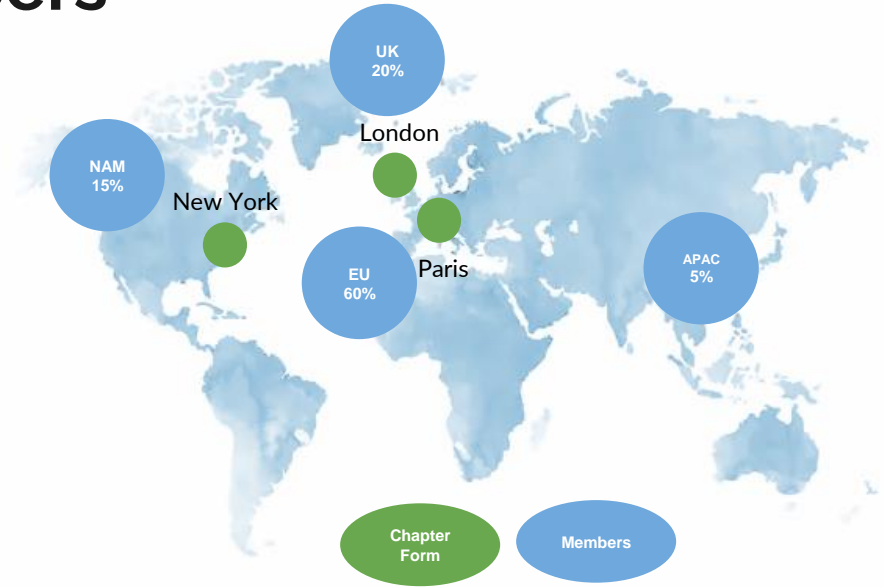 UK
20%
London
NAM
15%
New York
EU
60%
Paris
APAC
5%
Chapter
Form
Members